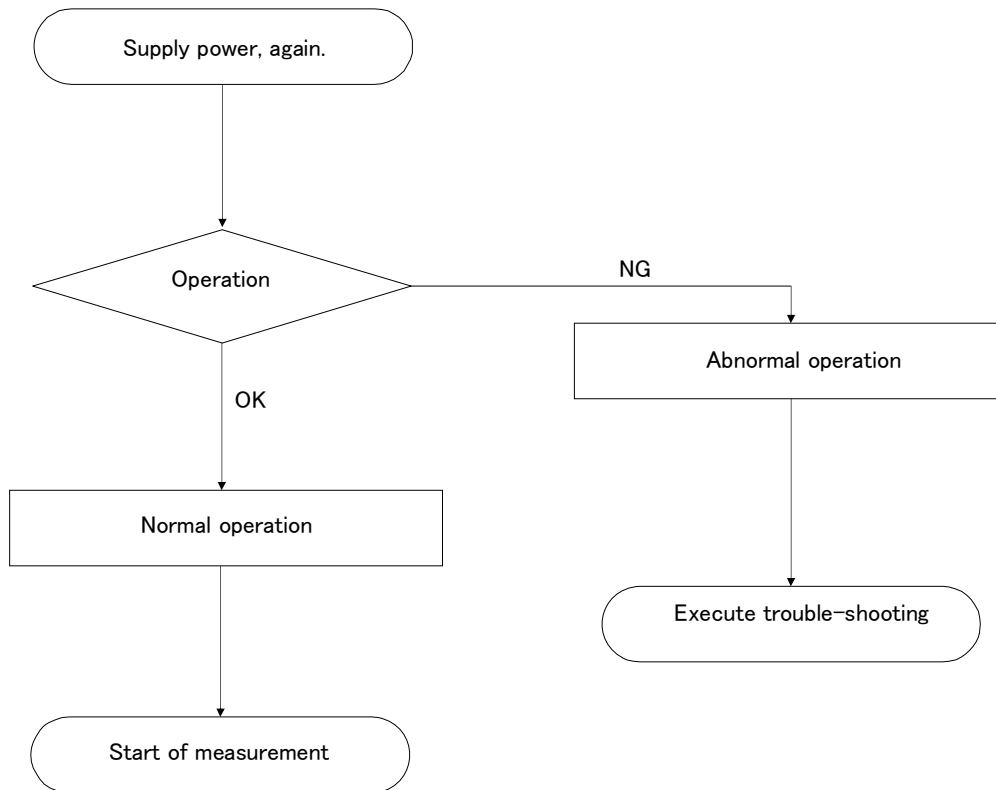 Supply power, again.
Operation
NG
Abnormal operation
OK
Normal operation
Execute trouble-shooting
Start of measurement